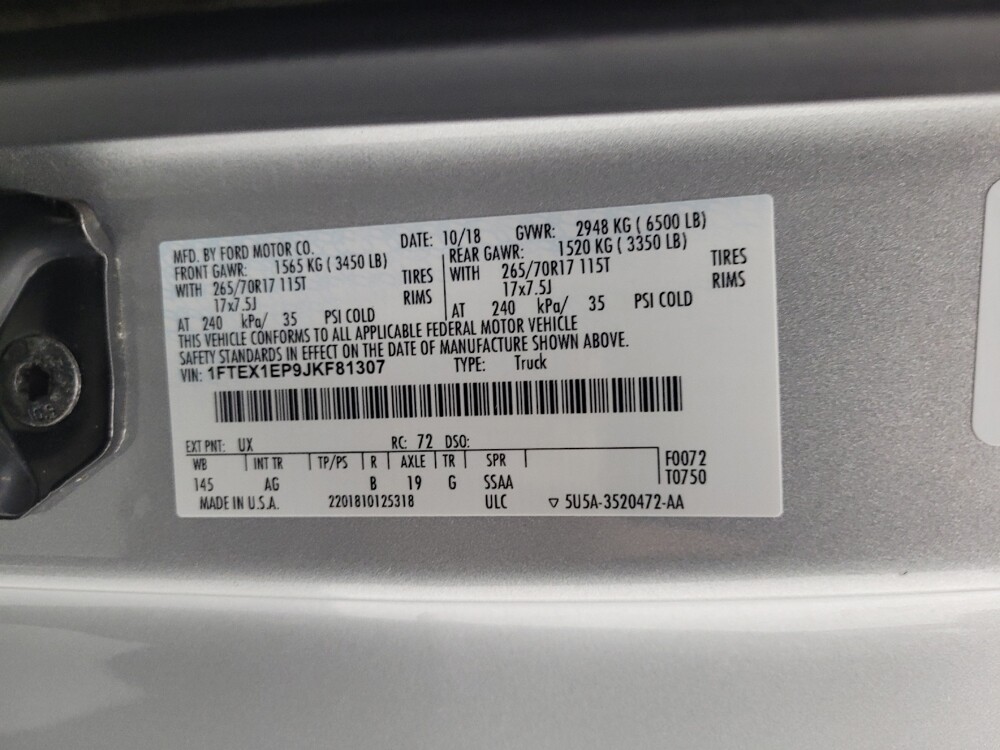 MFD. BY FORD MOTOR CO. DATE: 10/18 GVWR: 2948 KG ( 6500 LB)
FRONT GAWR: 1565 KG ( 3450 LB) REAR GAWR: 1520 KG ( 3350 LB)
WITH 265/70R17 115T TIRES WITH 265/70R17 115T TIRES
17x7.5J RIMS 17x7.5J RIMS
AT 240 kPa/ 35 PSI COLD AT 240 kPa/ 35 PSI COLD
THIS VEHICLE CONFORMS TO ALL APPLICABLE FEDERAL MOTOR VEHICLE
SAFETY STANDARDS IN EFFECT ON THE DATE OF MANUFACTURE SHOWN ABOVE.
VIN: 1FTEX1EP9JKF81307 TYPE: Truck
EXT PNT: UX RC: 72 DSO:
WB INT TR TP/PS R AXLE TR SPR F0072
145 AG B 19 G SSAA T0750
MADE IN U.S.A. 2201810125318 ULC ▽ 5U5A-3520472-AA